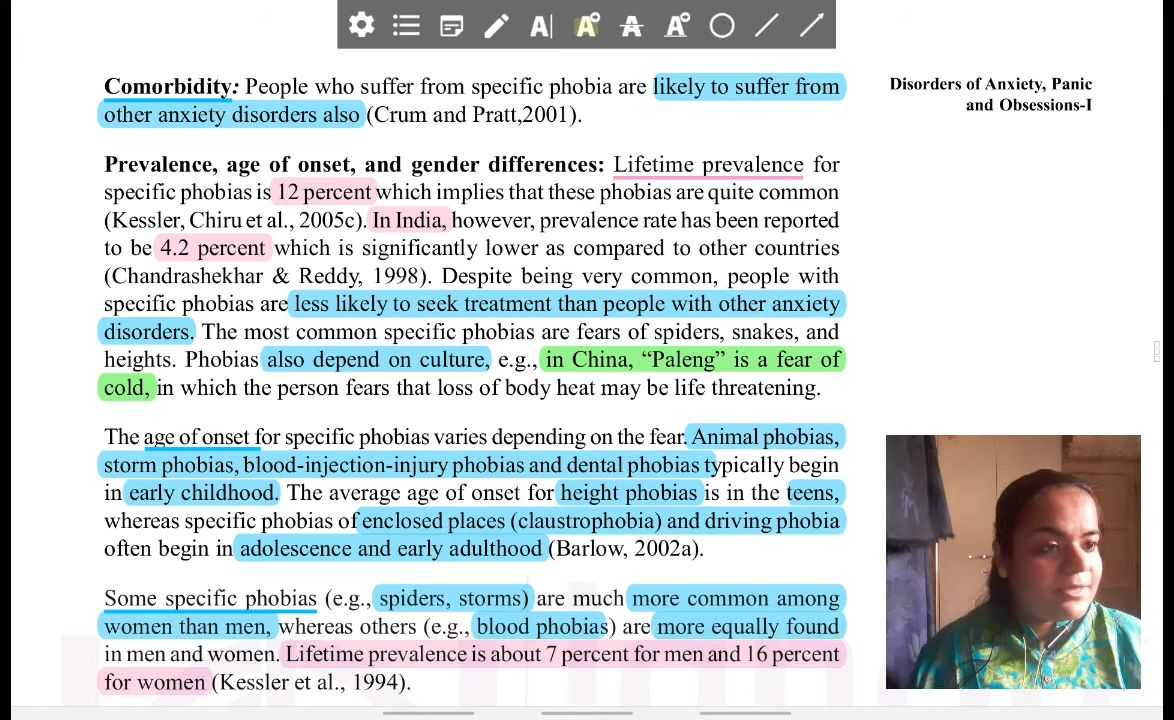 Comorbidity: People who suffer from specific phobia are likely to suffer from
other anxiety disorders also (Crum and Pratt,2001).
Disorders of Anxiety, Panic
and Obsessions-I
Prevalence, age of onset, and gender differences: Lifetime prevalence for
specific phobias is 12 percent which implies that these phobias are quite common
(Kessler, Chiru et al., 2005c). In India, however, prevalence rate has been reported
to be 4.2 percent which is significantly lower as compared to other countries
(Chandrashekhar & Reddy, 1998). Despite being very common, people with
specific phobias are less likely to seek treatment than people with other anxiety
disorders. The most common specific phobias are fears of spiders, snakes, and
heights. Phobias also depend on culture, e.g., in China, “Paleng” is a fear of
cold, in which the person fears that loss of body heat may be life threatening.
The age of onset for specific phobias varies depending on the fear. Animal phobias,
storm phobias, blood-injection-injury phobias and dental phobias typically begin
in early childhood. The average age of onset for height phobias is in the teens,
whereas specific phobias of enclosed places (claustrophobia) and driving phobia
often begin in adolescence and early adulthood (Barlow, 2002a).
Some specific phobias (e.g., spiders, storms) are much more common among
women than men, whereas others (e.g., blood phobias) are more equally found
in men and women. Lifetime prevalence is about 7 percent for men and 16 percent
for women (Kessler et al., 1994).